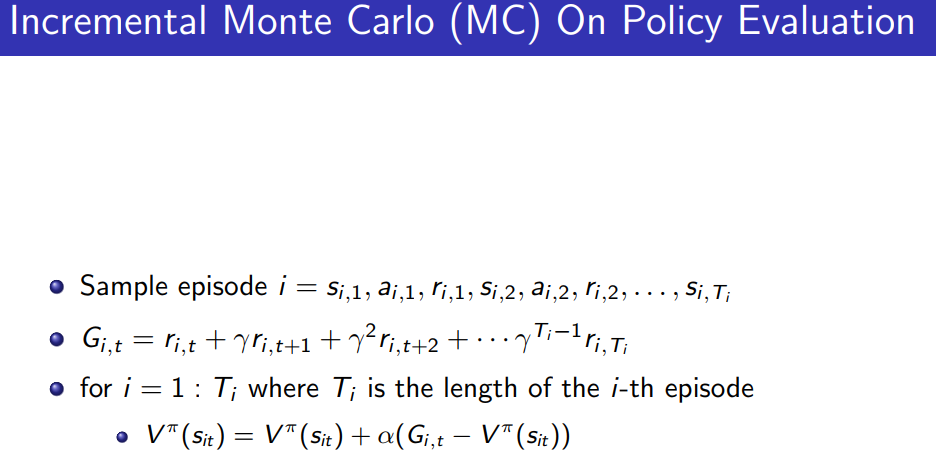 Incremental Monte Carlo (MC) On Policy Evaluation
Sample episode i = s_{i,1}, a_{i,1}, r_{i,1}, s_{i,2}, a_{i,2}, r_{i,2}, . . . , s_{i,T_i}
G_{i,t} = r_{i,t} + γr_{i,t+1} + γ^2r_{i,t+2} + · · · γ^{T_i−1}r_{i,T_i}
for i = 1 : T_i where T_i is the length of the i-th episode
V^π(s_{it}) = V^π(s_{it}) + α(G_{i,t} − V^π(s_{it}))